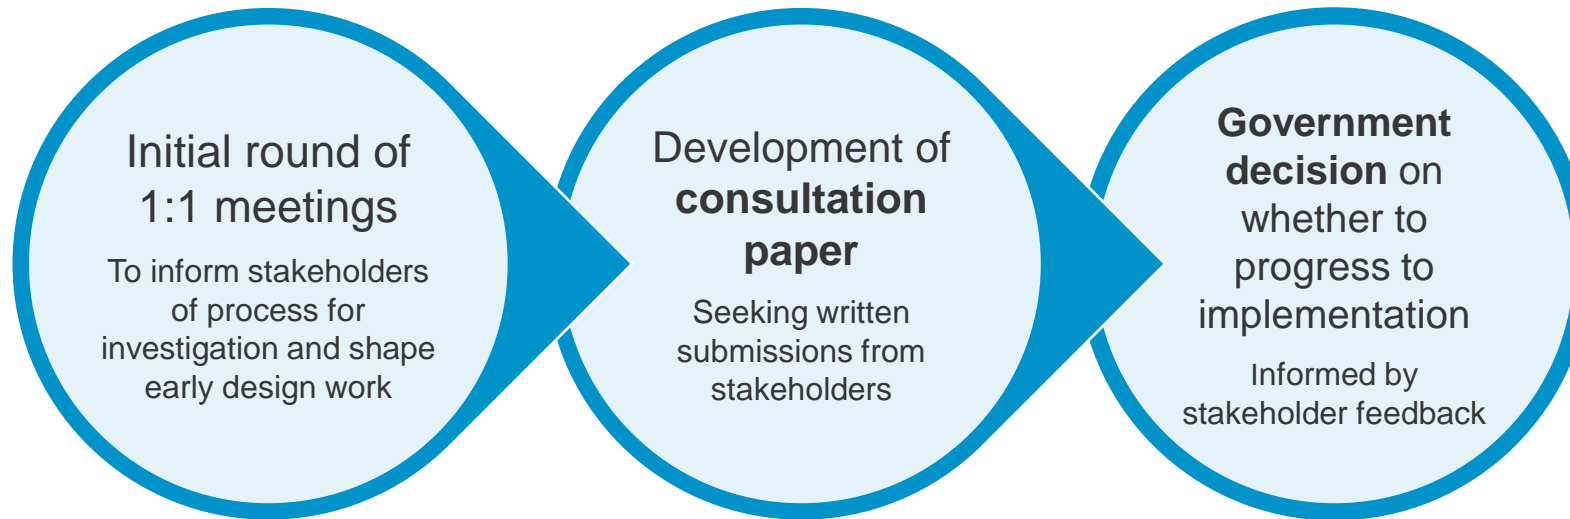 Initial round of
1:1 meetings
To inform stakeholders
of process for
investigation and shape
early design work
Development of
consultation
paper
Seeking written
submissions from
stakeholders
Government
decision on
whether to
progress to
implementation
Informed by
stakeholder feedback